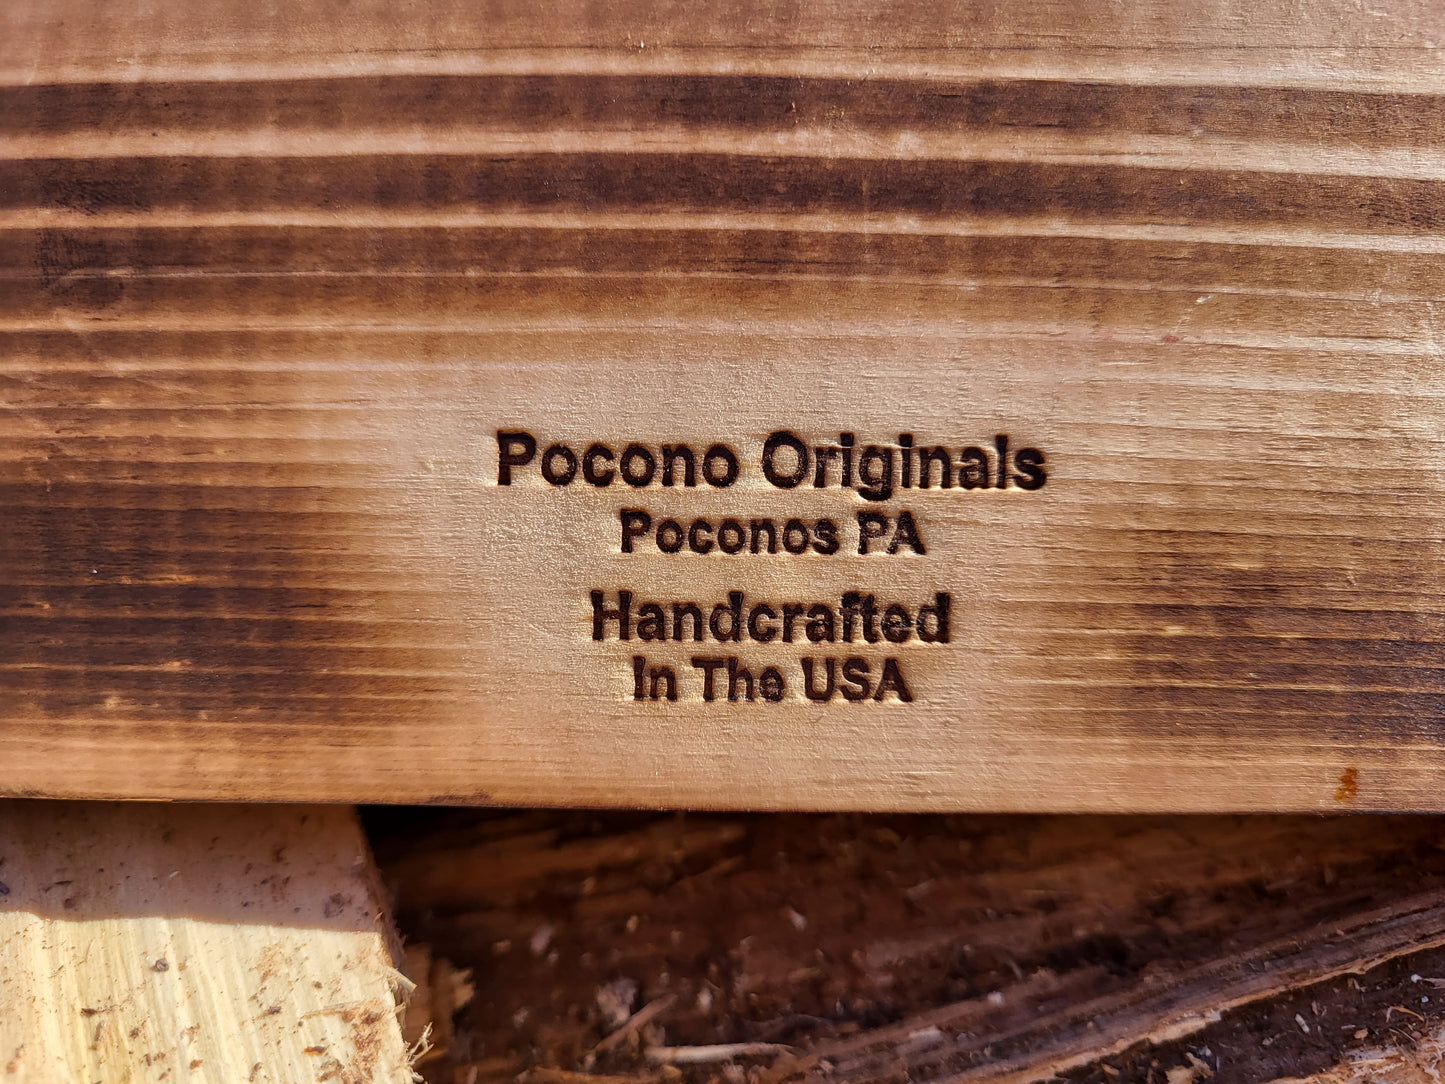 Pocono Originals
Poconos PA
Handcrafted
In The USA